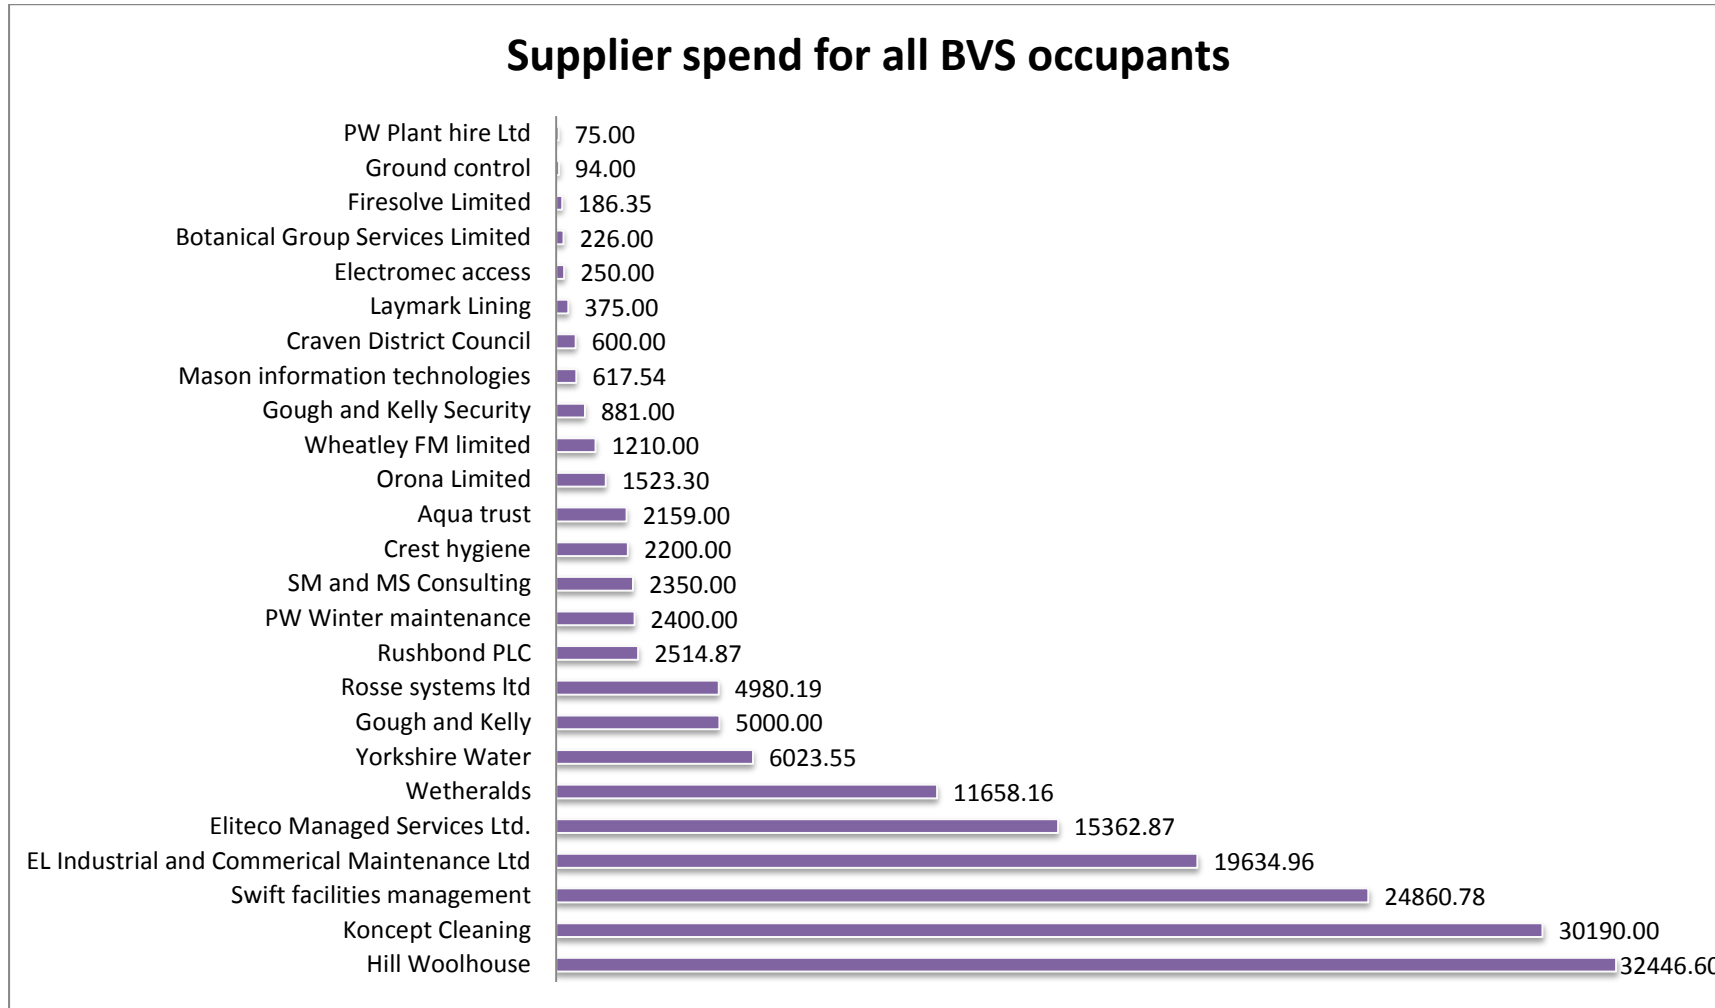 Supplier spend for all BVS occupants
PW Plant hire Ltd 75.00
Ground control 94.00
Firesolve Limited 186.35
Botanical Group Services Limited 226.00
Electromec access 250.00
Laymark Lining 375.00
Craven District Council 600.00
Mason information technologies 617.54
Gough and Kelly Security 881.00
Wheatley FM limited 1210.00
Orona Limited 1523.30
Aqua trust 2159.00
Crest hygiene 2200.00
SM and MS Consulting 2350.00
PW Winter maintenance 2400.00
Rushbond PLC 2514.87
Rosse systems ltd 4980.19
Gough and Kelly 5000.00
Yorkshire Water 6023.55
Wetheralds 11658.16
Eliteco Managed Services Ltd. 15362.87
EL Industrial and Commerical Maintenance Ltd 19634.96
Swift facilities management 24860.78
Koncept Cleaning 30190.00
Hill Woolhouse 32446.60